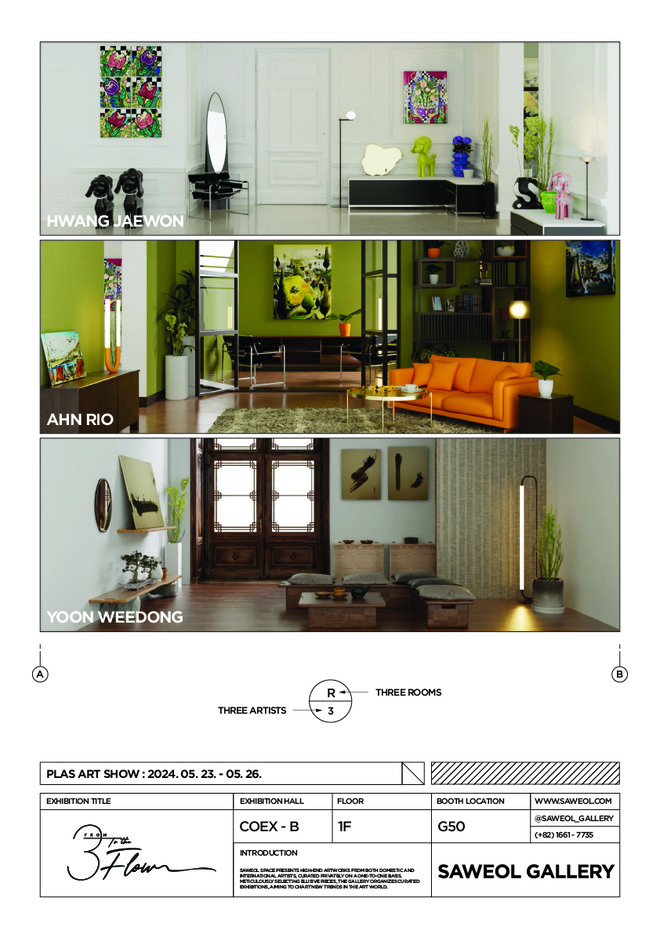 HWANG JAEWON
AHN RIO
YOON WEEDONG
A
B
R
THREE ROOMS
THREE ARTISTS
3
PLAS ART SHOW : 2024. 05. 23. - 05. 26.
EXHIBITION TITLE
EXHIBITION HALL
FLOOR
BOOTH LOCATION
WWW.SAWEOL.COM
@SAWEOL_GALLERY
(+82) 1661 - 7735
COEX - B
1F
G50
3 FROM
To the
Flown
INTRODUCTION
SAWEOL SPACE PRESENTS HIGH-END ARTWORKS FROM BOTH DOMESTIC AND
INTERNATIONAL ARTISTS, CURATED PRIVATELY ON A ONE-TO-ONE BASIS.
METICULOUSLY SELECTING ELUSIVE PIECES, THE GALLERY ORGANIZES CURATED
EXHIBITIONS, AIMING TO CHART NEW TRENDS IN THE ART WORLD.
SAWEOL GALLERY